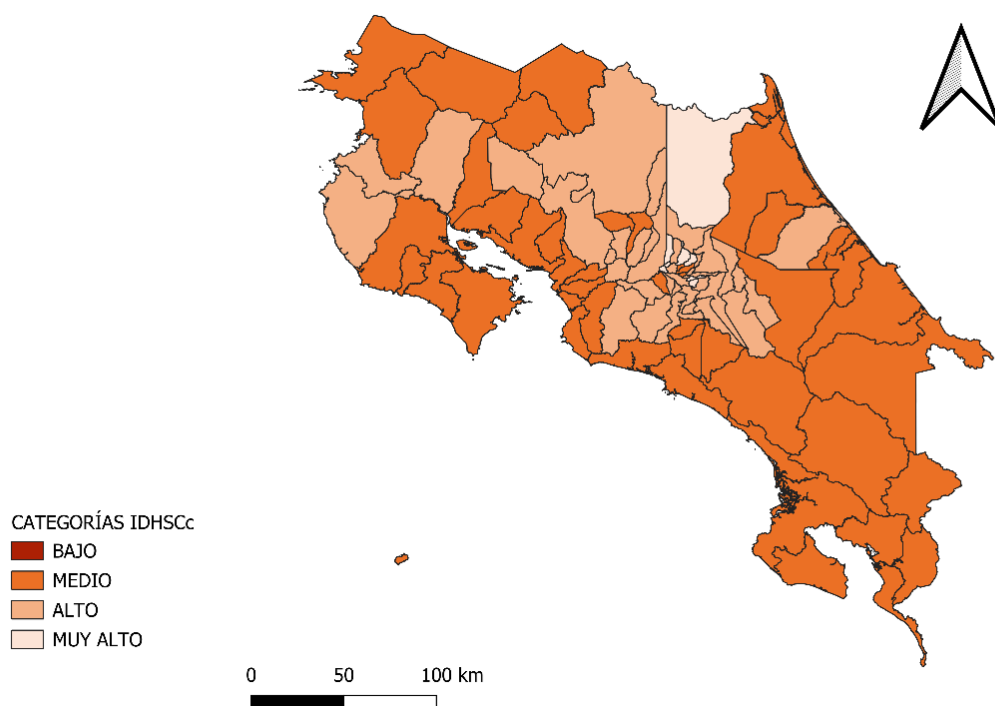 CATEGORÍAS IDHSCc
BAJO
MEDIO
ALTO
MUY ALTO
0 50 100 km